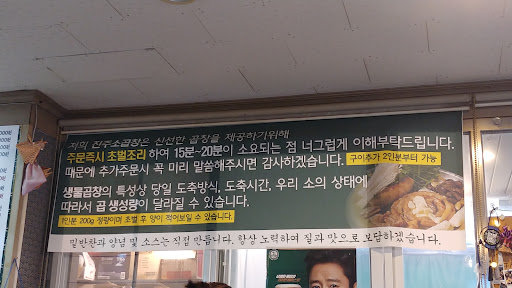 저희 진주소곱창은 신선한 곱창을 제공하기위해
주문즉시 초벌조리 하여 15분~20분이 소요되는 점 너그럽게 이해부탁드립니다.
때문에 추가주문시 꼭 미리 말씀해주시면 감사하겠습니다. 구이추가 2인분부터 가능
생물곱창의 특성상 당일 도축방식, 도축시간, 우리 소의 상태에
따라서 곱 생성량이 달라질 수 있습니다.
1인분 200g 정량이며 초벌 후 양이 적어보일 수 있습니다.
밑반찬과 양념 및 소스는 직접 만듭니다. 항상 노력하여 질과 맛으로 보답하겠습니다.